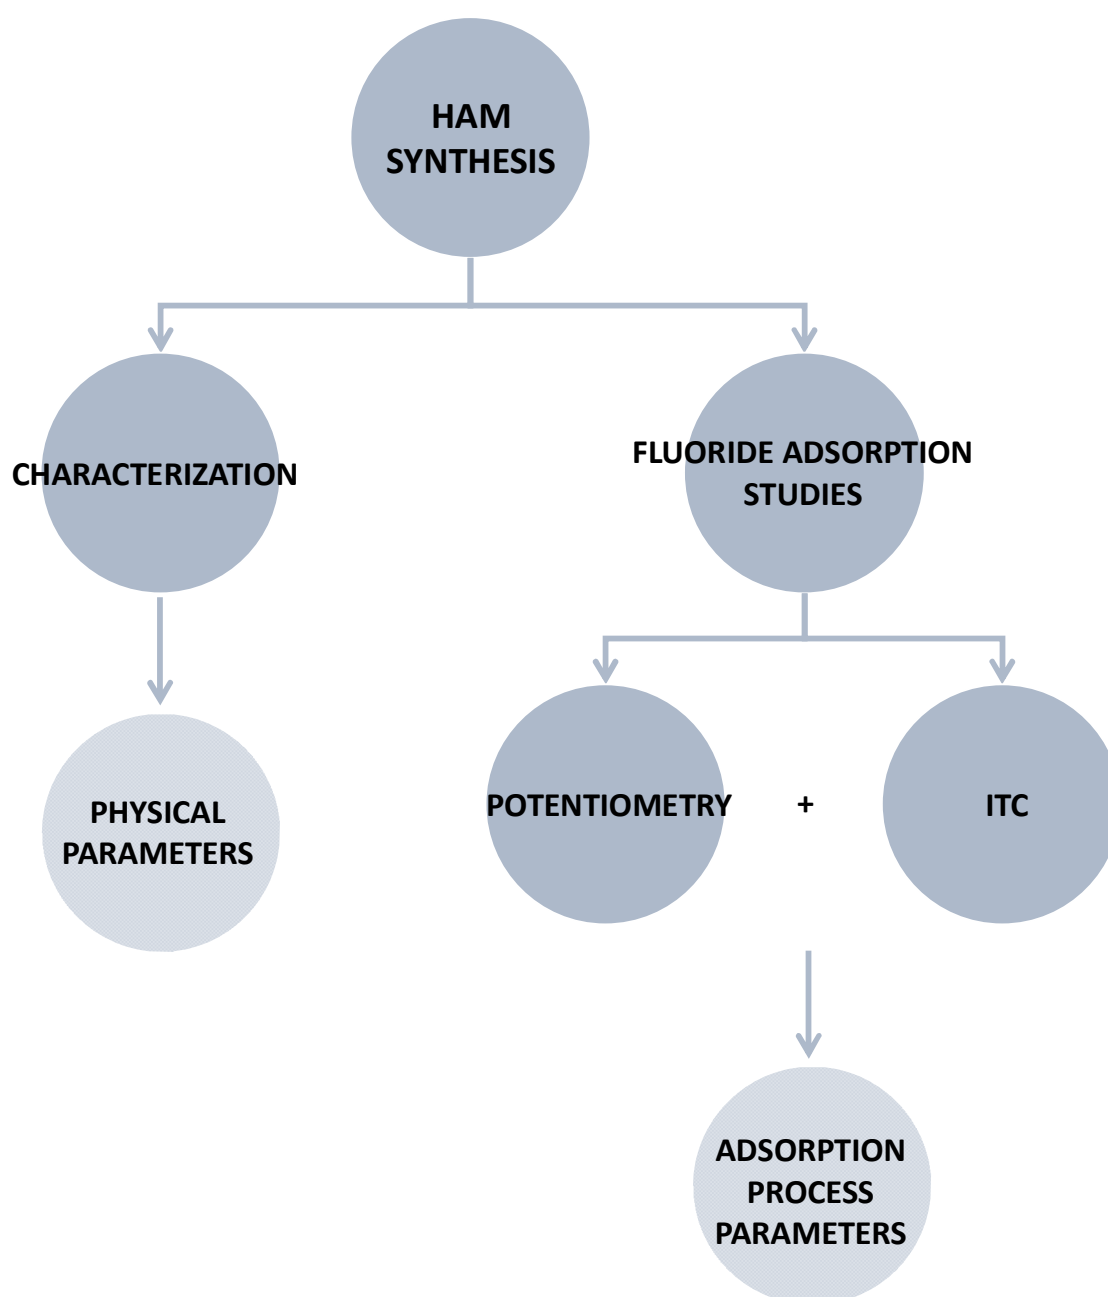 HAM
SYNTHESIS
CHARACTERIZATION
FLUORIDE ADSORPTION
STUDIES
PHYSICAL
PARAMETERS
POTENTIOMETRY + ITC
ADSORPTION
PROCESS
PARAMETERS